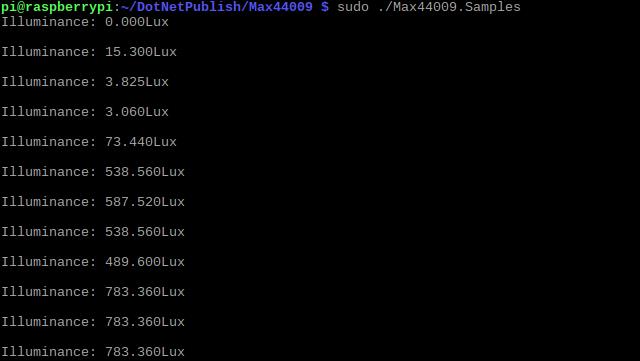 pi@raspberrypi:~/DotNetPublish/Max44009 $ sudo ./Max44009.Samples
Illuminance: 0.000Lux
Illuminance: 15.300Lux
Illuminance: 3.825Lux
Illuminance: 3.060Lux
Illuminance: 73.440Lux
Illuminance: 538.560Lux
Illuminance: 587.520Lux
Illuminance: 538.560Lux
Illuminance: 489.600Lux
Illuminance: 783.360Lux
Illuminance: 783.360Lux
Illuminance: 783.360Lux